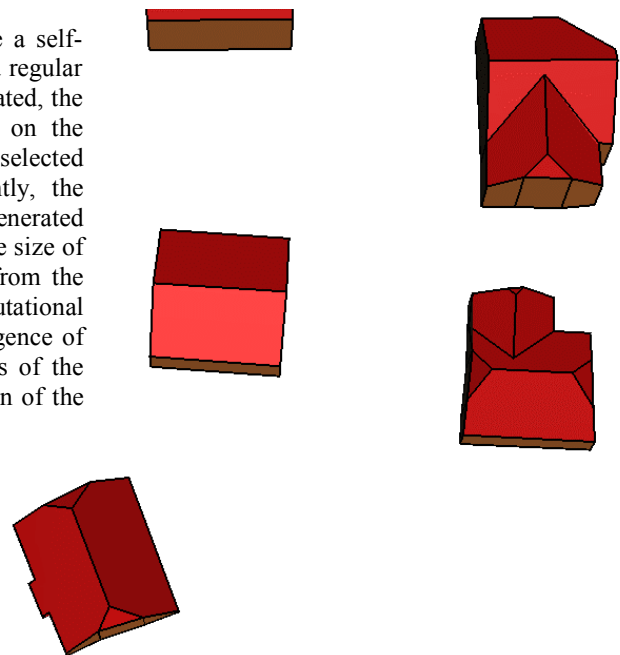 e a self-
regular
ated, the
on the
selected
tly, the
enerated
e size of
from the
utational
gence of
s of the
n of the